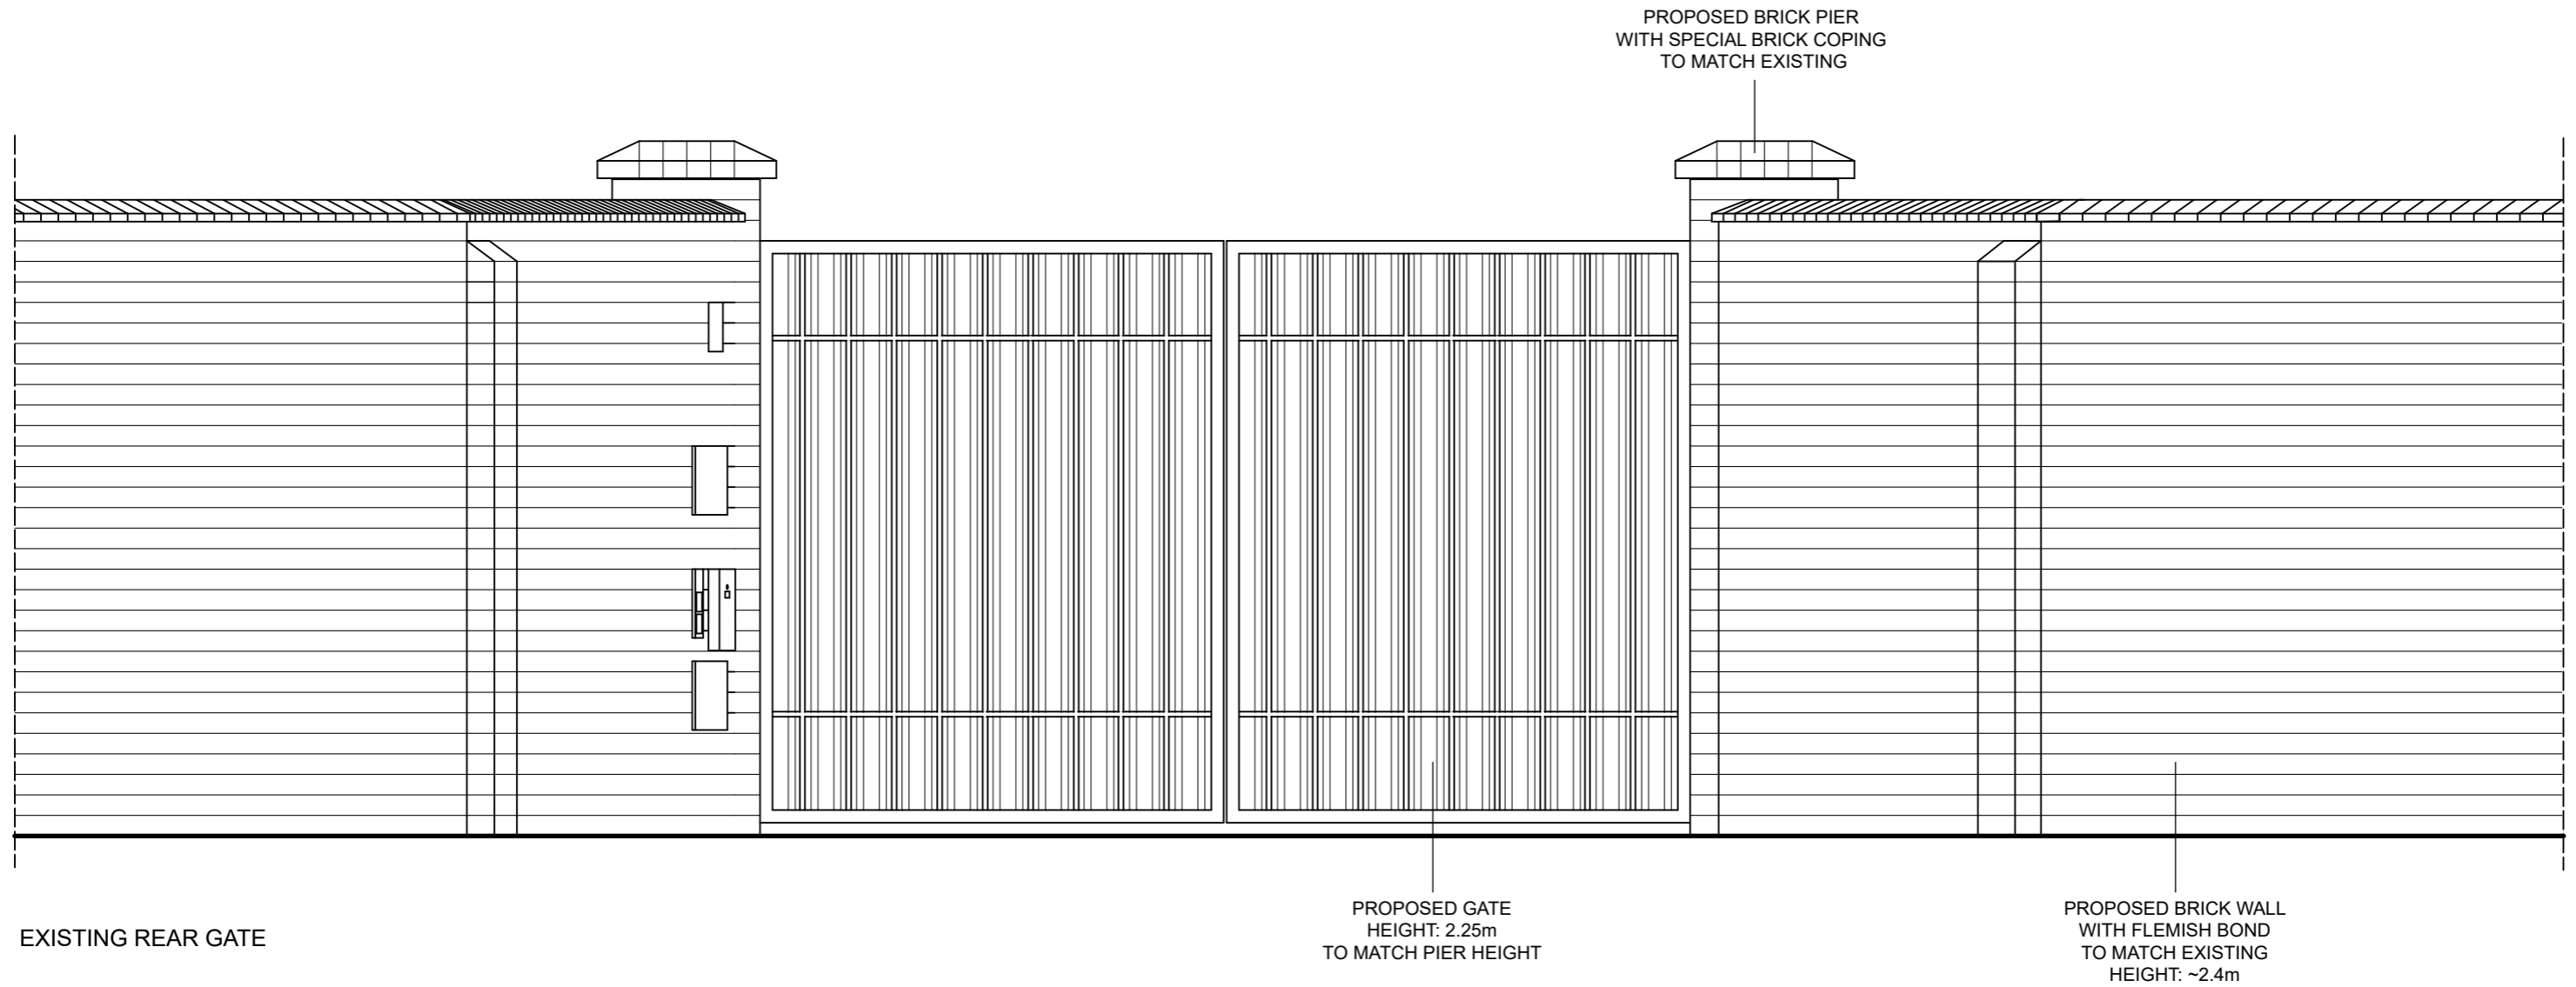 PROPOSED BRICK PIER
WITH SPECIAL BRICK COPING
TO MATCH EXISTING
EXISTING REAR GATE
PROPOSED GATE
HEIGHT: 2.25m
TO MATCH PIER HEIGHT
PROPOSED BRICK WALL
WITH FLEMISH BOND
TO MATCH EXISTING
HEIGHT: ~2.4m